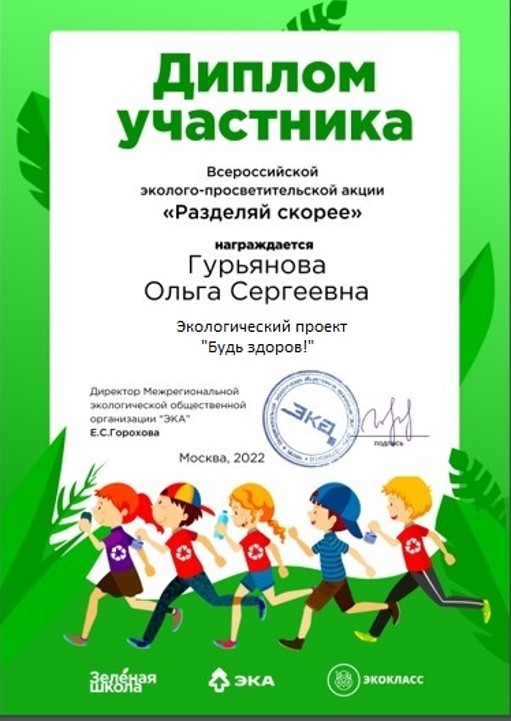 Диплом
участника
Всероссийской
эколого-просветительской акции
«Разделяй скорее»
награждается
Гурьянова
Ольга Сергеевна
Экологический проект
"Будь здоров!"
Директор Межрегиональной
экологической общественной
организации "ЭКА"
Е.С.Горохова
ЭКА
подпись
Москва, 2022
Зелёная
школа
ЭКА
ЭКОКЛАСС